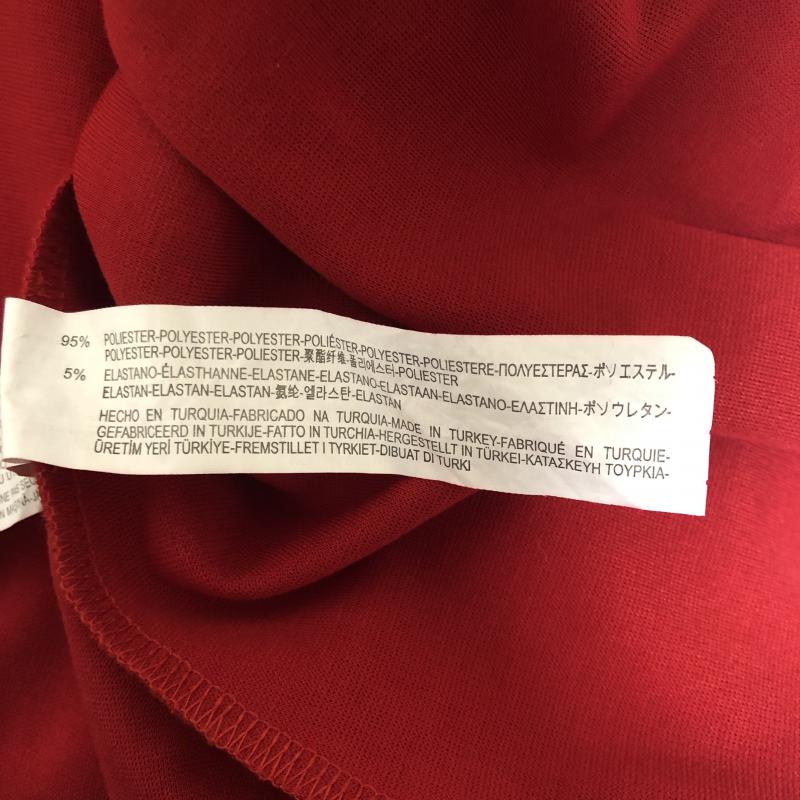 95% POLIESTER-POLYESTER-POLYESTER-POLIÉSTER-POLYESTER-POLIESTERE-ΠΟΛΥΕΣΤΕΡΑΣ-ポリエステル-
POLYESTER-POLYESTER-POLIESTER-聚酯纤维-폴리에스터-POLIESTER
5% ELASTANO-ÉLASTHANNE-ELASTANE-ELASTANO-ELASTAAN-ELASTANO-ΕΛΑΣΤΙΝΗ-ポリウレタン-
ELASTAN-ELASTAN-ELASTAN-氨纶-엘라스탄-ELASTAN
HECHO EN TURQUIA-FABRICADO NA TURQUIA-MADE IN TURKEY-FABRIQUÉ EN TURQUIE-
GEFABRICEERD IN TURKIJE-FATTO IN TURCHIA-HERGESTELLT IN TÜRKEI-ΚΑΤΑΣΚΕΥΗ ΤΟΥΡΚΙΑ-
ÜRETİM YERİ TÜRKİYE-FREMSTILLET I TYRKIET-DIBUAT DI TURKI